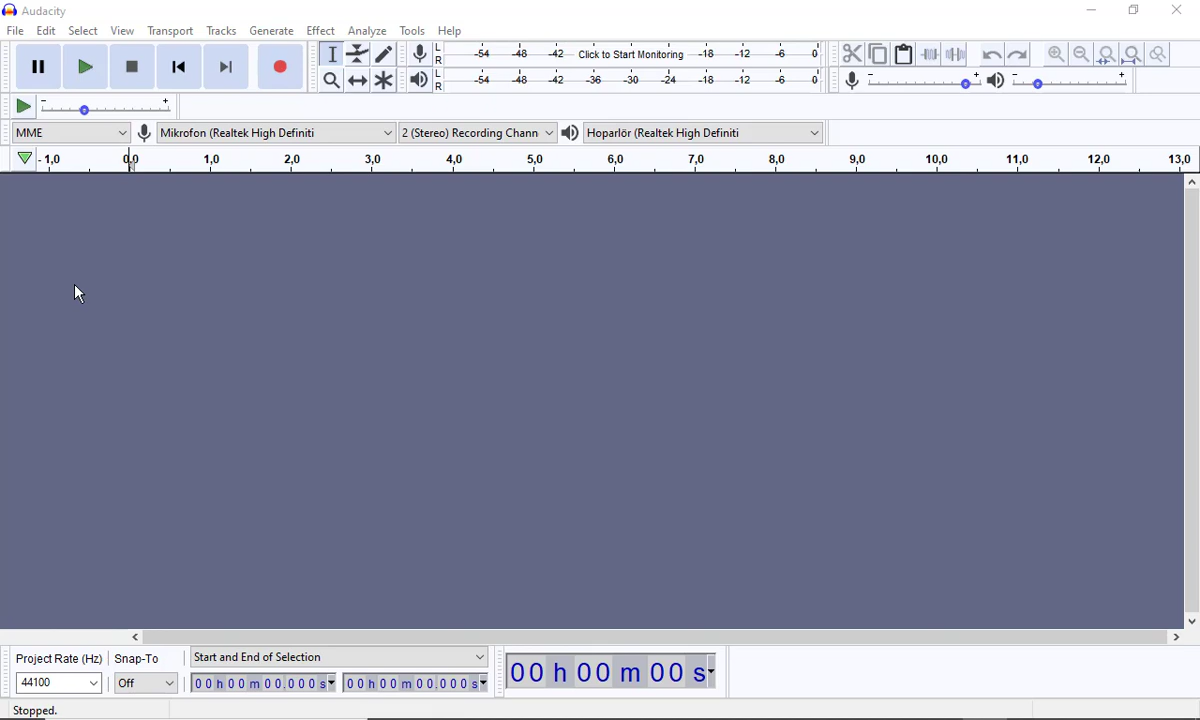 Audacity
File Edit Select View Transport Tracks Generate Effect Analyze Tools Help
L R -54 -48 -42 Click to Start Monitoring -18 -12 -6 0
L R -54 -48 -42 -36 -30 -24 -18 -12 -6 0
- + - +
- +
MME Mikrofon (Realtek High Definiti 2 (Stereo) Recording Chann Hoparlör (Realtek High Definiti
- 1,0 0,0 1,0 2,0 3,0 4,0 5,0 6,0 7,0 8,0 9,0 10,0 11,0 12,0 13,0
Project Rate (Hz) Snap-To Start and End of Selection
44100 Off 00 h 00 m 00.000 s 00 h 00 m 00.000 s 00 h 00 m 00 s
Stopped.